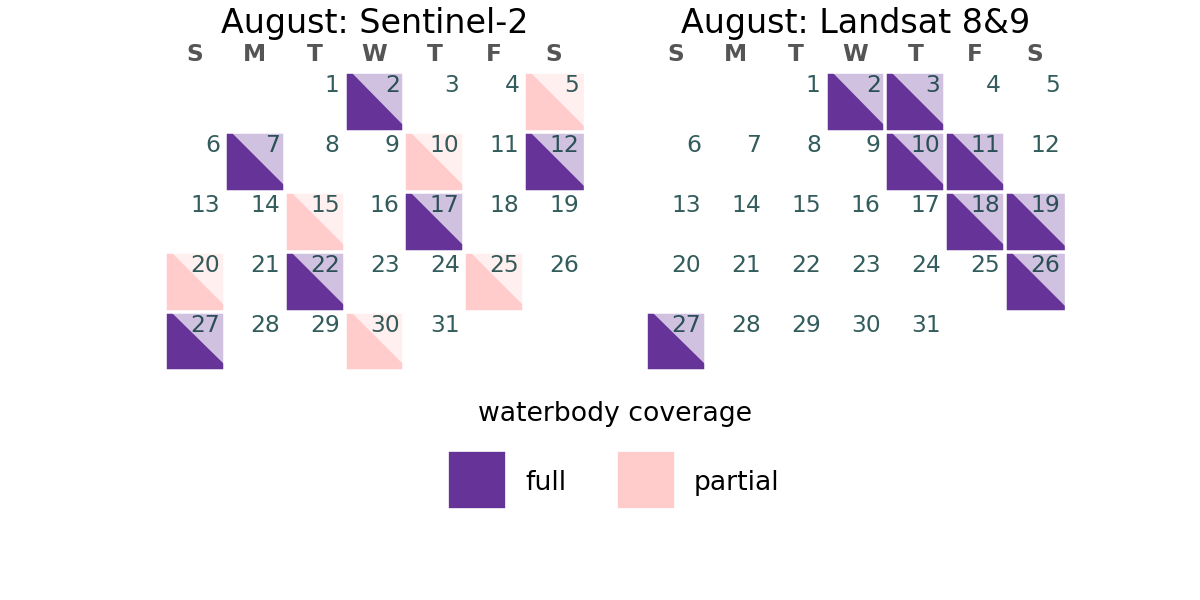 August: Sentinel-2
S M T W T F S
1 2 3 4 5
6 7 8 9 10 11 12
13 14 15 16 17 18 19
20 21 22 23 24 25 26
27 28 29 30 31
August: Landsat 8&9
S M T W T F S
1 2 3 4 5
6 7 8 9 10 11 12
13 14 15 16 17 18 19
20 21 22 23 24 25 26
27 28 29 30 31
waterbody coverage
full
partial